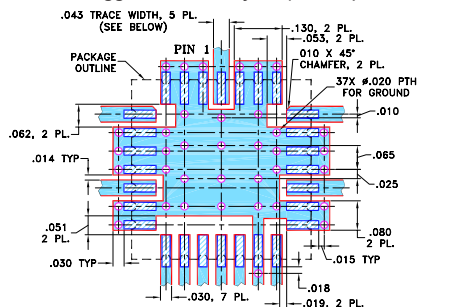 .043 TRACE WIDTH, 5 PL.
(SEE BELOW)
.130, 2 PL.
.053, 2 PL.
PIN 1
.010 X 45°
CHAMFER, 2 PL.
PACKAGE
OUTLINE
37X ø.020 PTH
FOR GROUND
.010
.062, 2 PL.
.014 TYP
.065
.025
.051
2 PL.
.080
2 PL.
.030 TYP
.015 TYP
.018
.030, 7 PL.
.019, 2 PL.